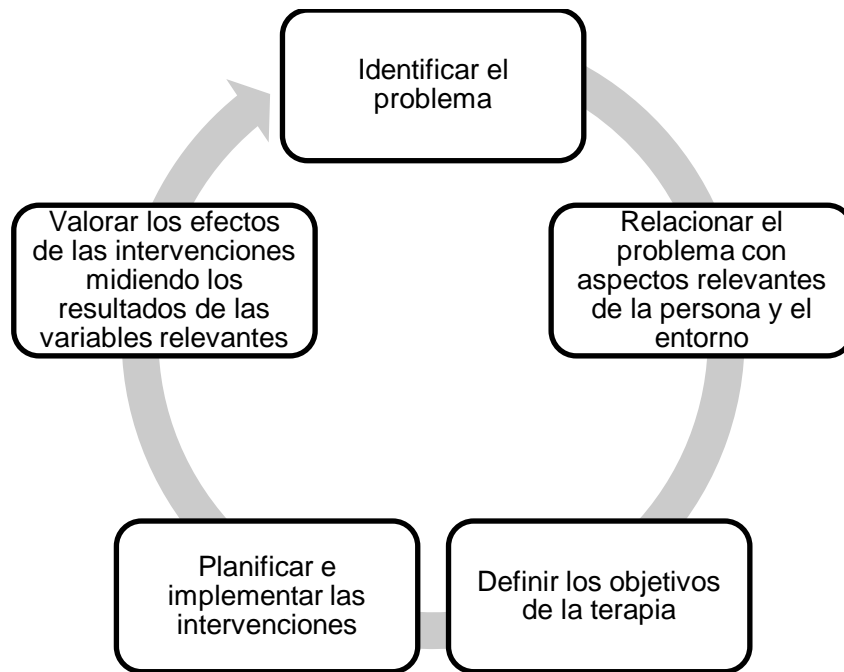 Identificar el
problema
Relacionar el
problema con
aspectos relevantes
de la persona y el
entorno
Definir los objetivos
de la terapia
Planificar e
implementar las
intervenciones
Valorar los efectos
de las intervenciones
midiendo los
resultados de las
variables relevantes